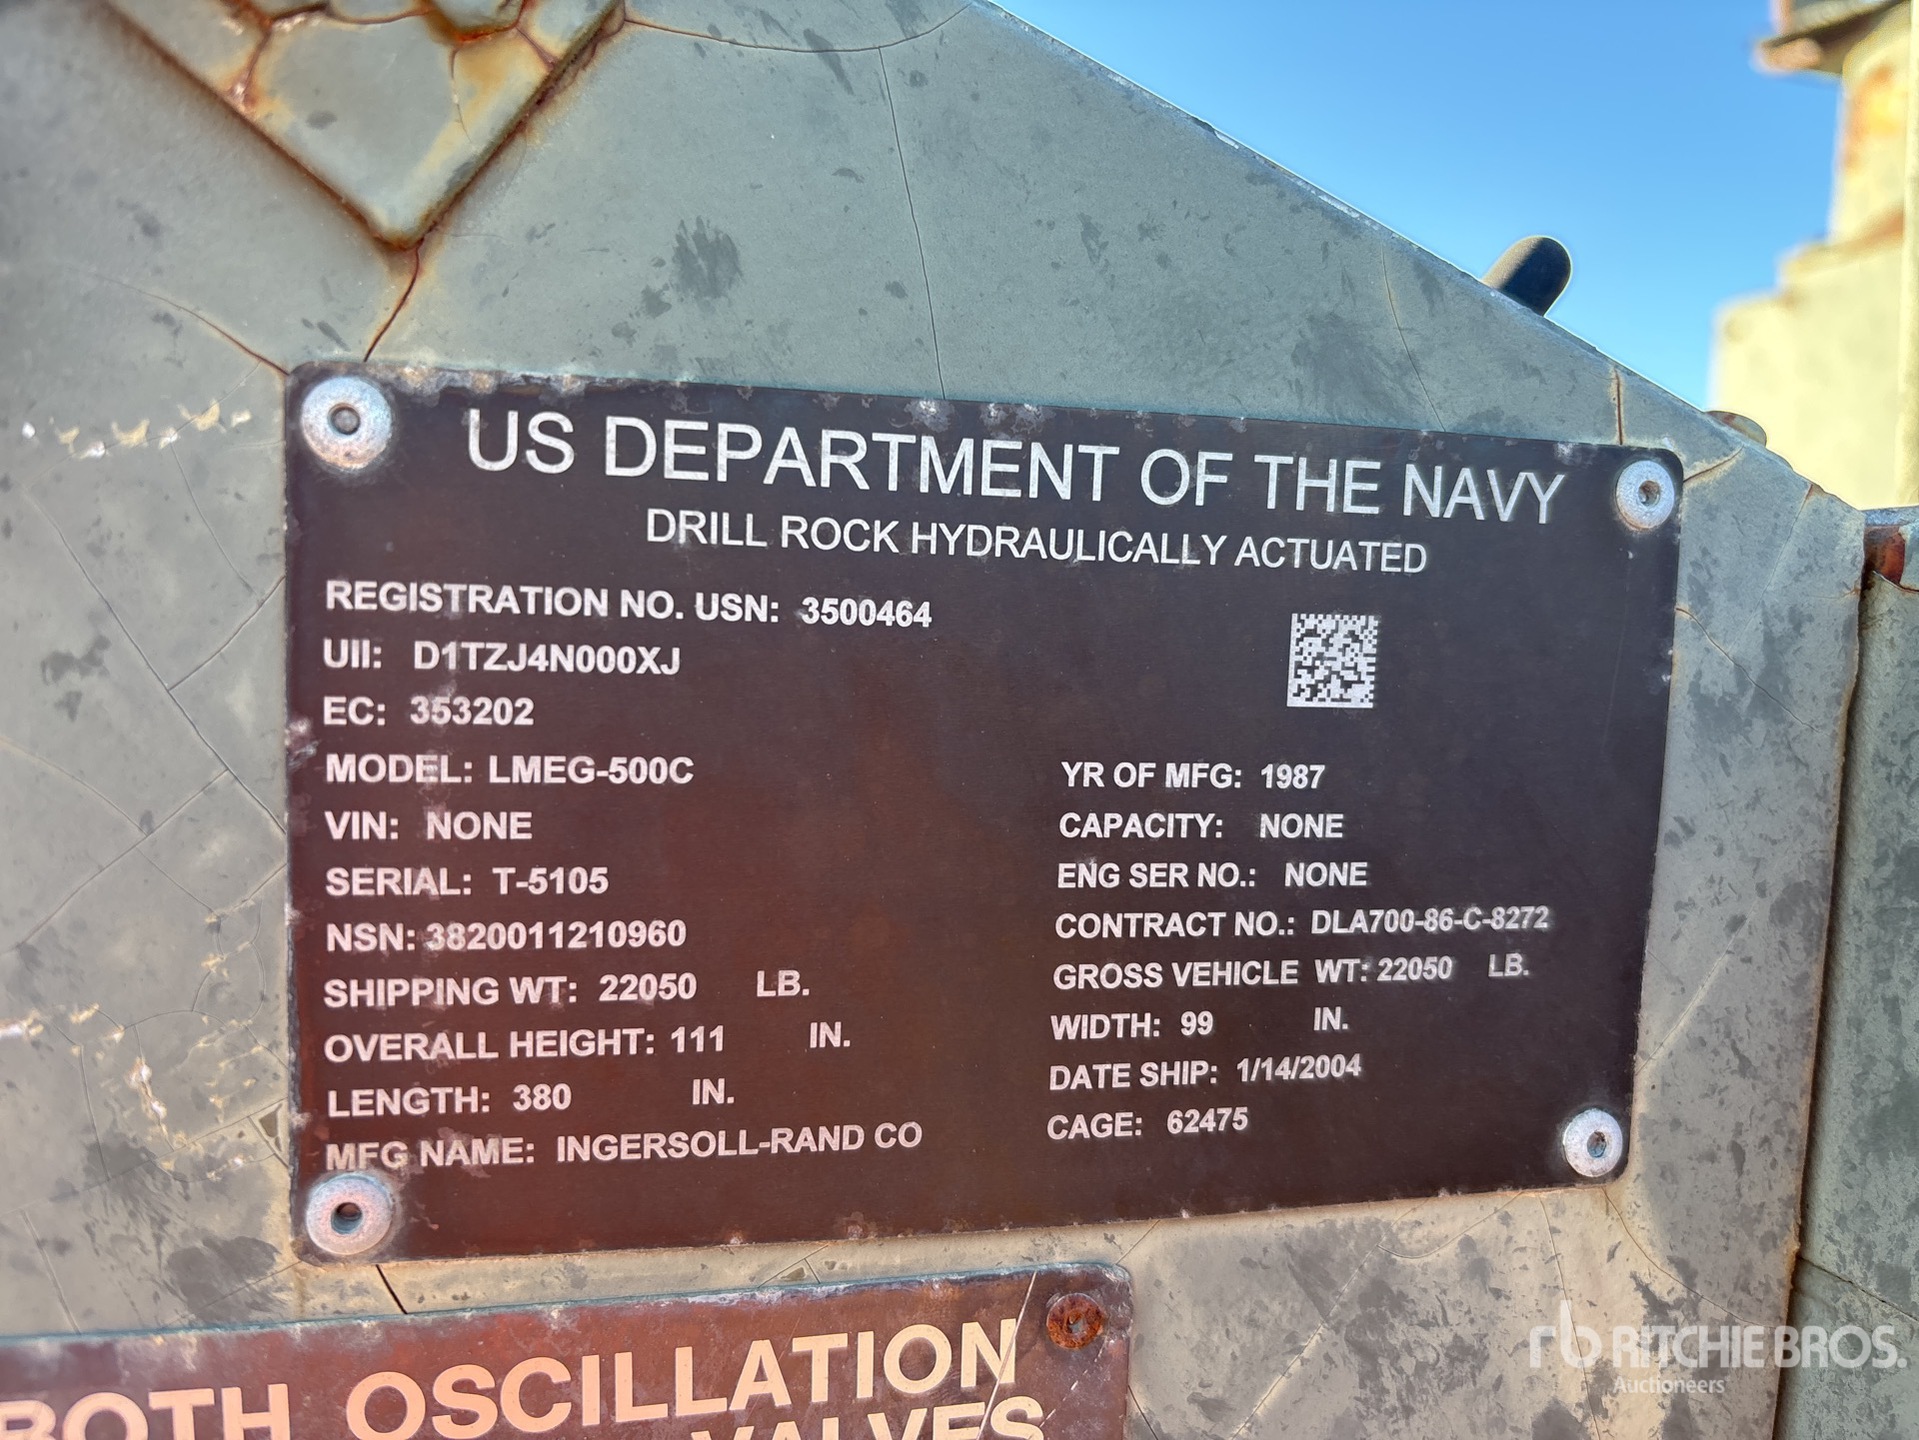 US DEPARTMENT OF THE NAVY
DRILL ROCK HYDRAULICALLY ACTUATED
REGISTRATION NO. USN: 3500464
UII: D1TZJ4N000XJ
EC: 353202
MODEL: LMEG-500C
VIN: NONE
SERIAL: T-5105
NSN: 3820011210960
SHIPPING WT: 22050 LB.
OVERALL HEIGHT: 111 IN.
LENGTH: 380 IN.
MFG NAME: INGERSOLL-RAND CO
YR OF MFG: 1987
CAPACITY: NONE
ENG SER NO.: NONE
CONTRACT NO.: DLA700-86-C-8272
GROSS VEHICLE WT: 22050 LB.
WIDTH: 99 IN.
DATE SHIP: 1/14/2004
CAGE: 62475
BOTH OSCILLATION
VALVES
rb RITCHIE BROS.
Auctioneers